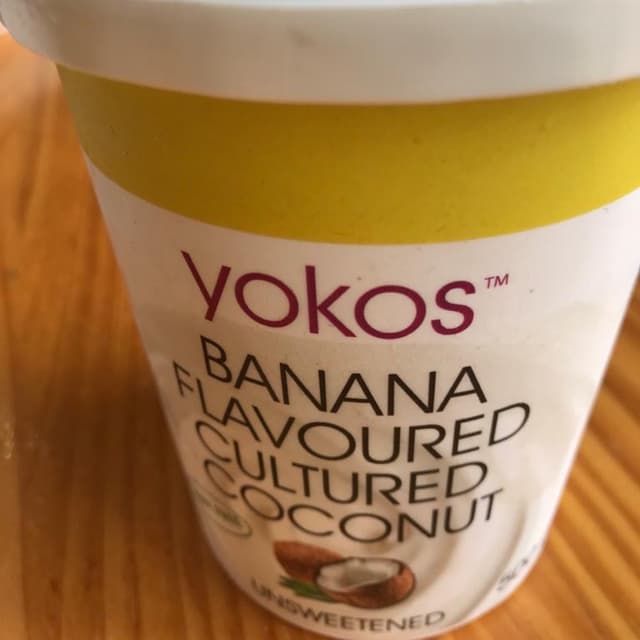 yokos™
BANANA
FLAVOURED
CULTURED
COCONUT
UNSWEETENED